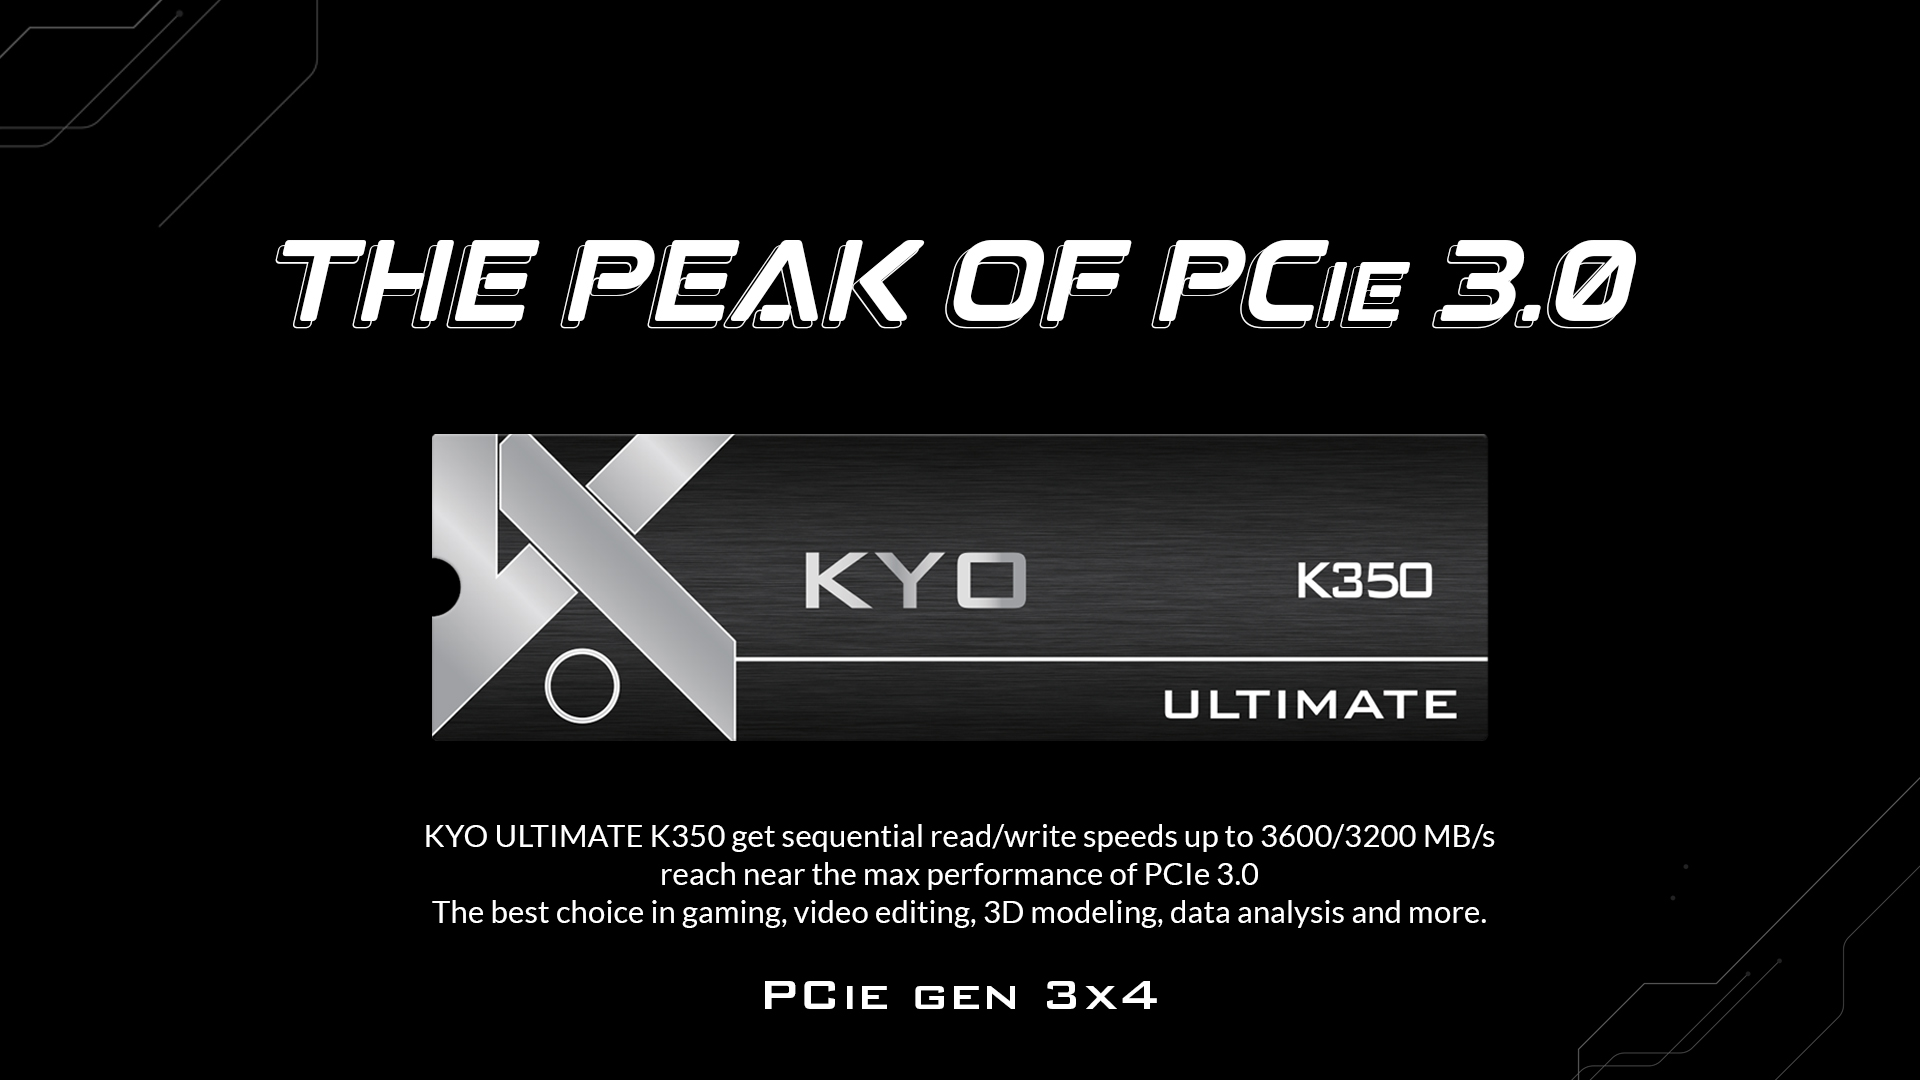 THE PEAK OF PCIE 3.0
KYO
K350
ULTIMATE
KYO ULTIMATE K350 get sequential read/write speeds up to 3600/3200 MB/s
reach near the max performance of PCIe 3.0
The best choice in gaming, video editing, 3D modeling, data analysis and more.
PCIE GEN 3X4